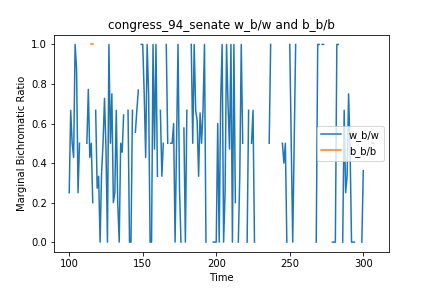 congress_94_senate w_b/w and b_b/b
Marginal Bichromatic Ratio
1.0
0.8
0.6
0.4
0.2
0.0
w_b/w
b_b/b
100 150 200 250 300
Time